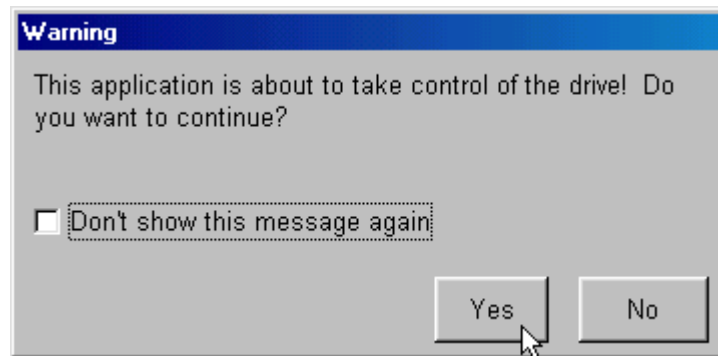 Warning
This application is about to take control of the drive!  Do
you want to continue?
Don't show this message again
Yes
No